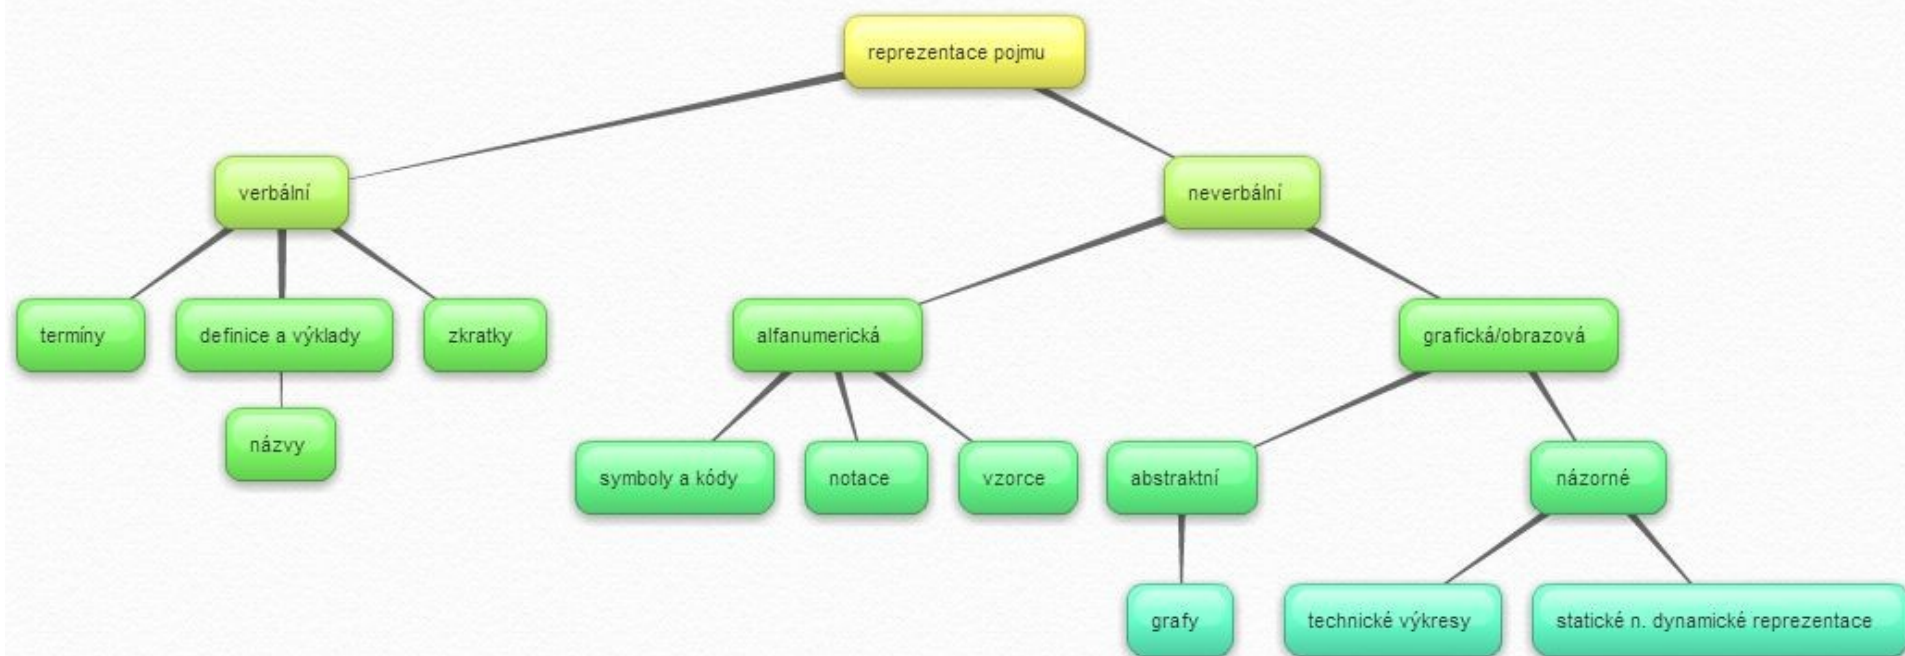 reprezentace pojmu
verbální
neverbální
termíny
definice a výklady
zkratky
alfanumerická
grafická/obrazová
názvy
symboly a kódy
notace
vzorce
abstraktní
názorné
grafy
technické výkresy
statické n. dynamické reprezentace